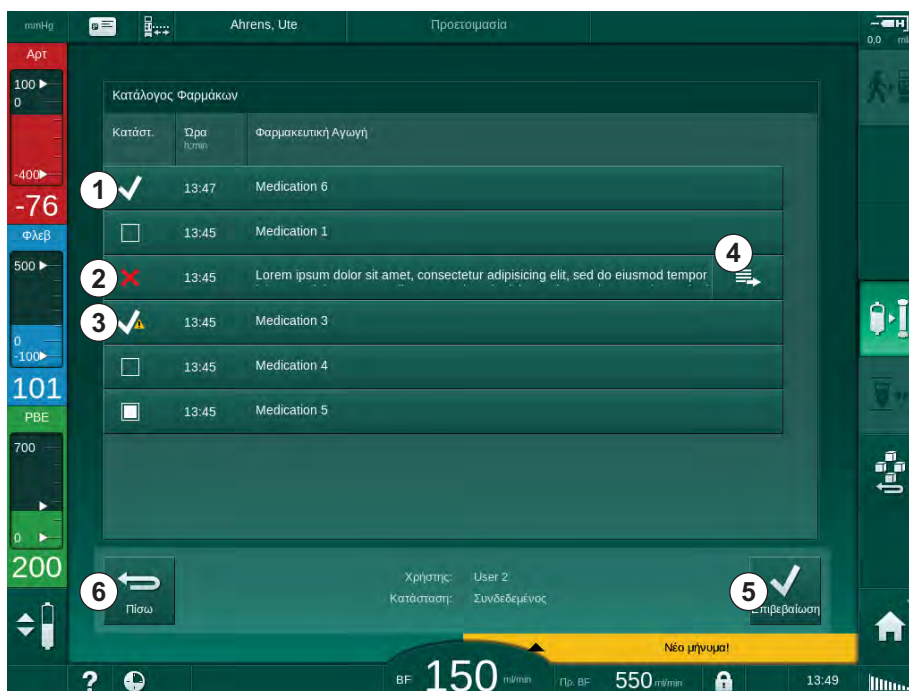 mmHg
Ahrens, Ute
Προετοιμασία
0,0 ml
Αρτ
100
0
-400
-76
Φλεβ
500
0
-100
101
PBE
700
0
200
Κατάλογος Φαρμάκων
Κατάστ. Ώρα Φαρμακευτική Αγωγή
h:min
1 13:47 Medication 6
13:45 Medication 1
2 13:45 Lorem ipsum dolor sit amet, consectetur adipisicing elit, sed do eiusmod tempor 4
3 13:45 Medication 3
13:45 Medication 4
13:45 Medication 5
6 Πίσω
Χρήστης: User 2
Κατάσταση: Συνδεδεμένος
5 Επιβεβαίωση
Νέο μήνυμα!
? BF 150 ml/min Πρ. BF 550 ml/min 13:49